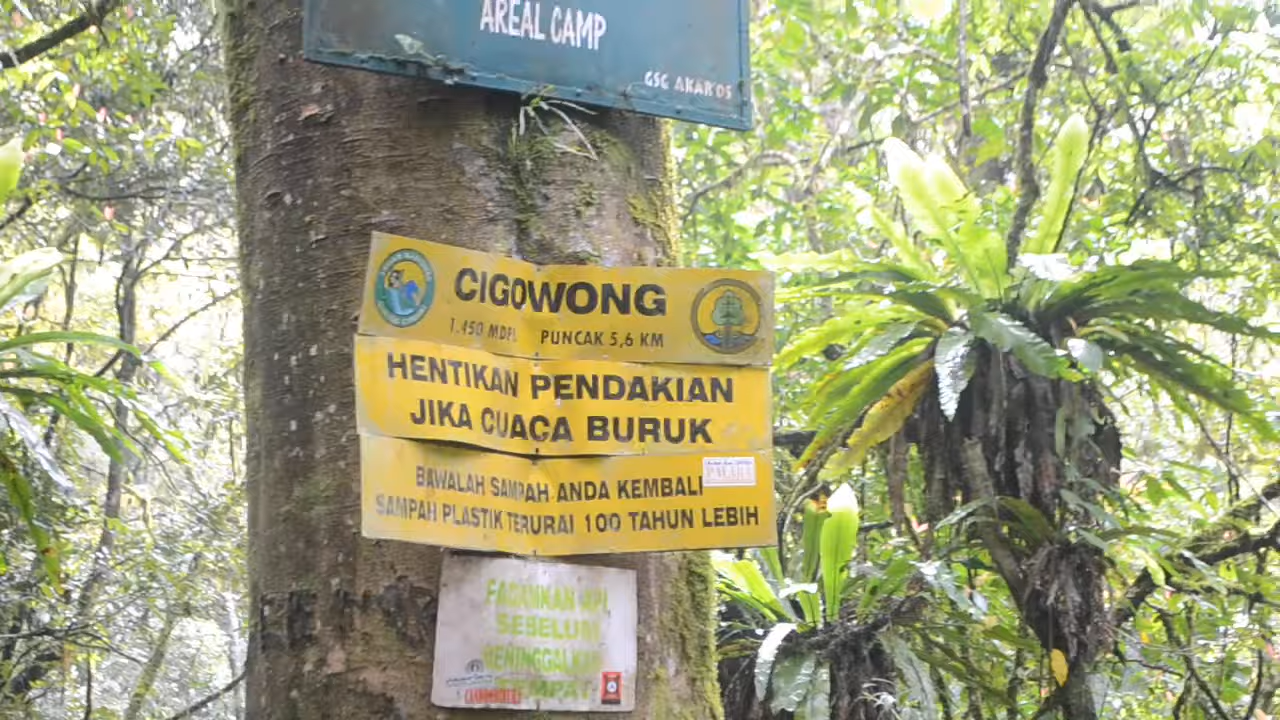 AREAL CAMP
GSG AKAR'05
CIGOWONG
1.450 MDPL PUNCAK 5,6 KM
HENTIKAN PENDAKIAN
JIKA CUACA BURUK
BAWALAH SAMPAH ANDA KEMBALI
SAMPAH PLASTIK TERURAI 100 TAHUN LEBIH
PADAMKAN API
SEBELUM
MENINGGALKAN
TEMPAT